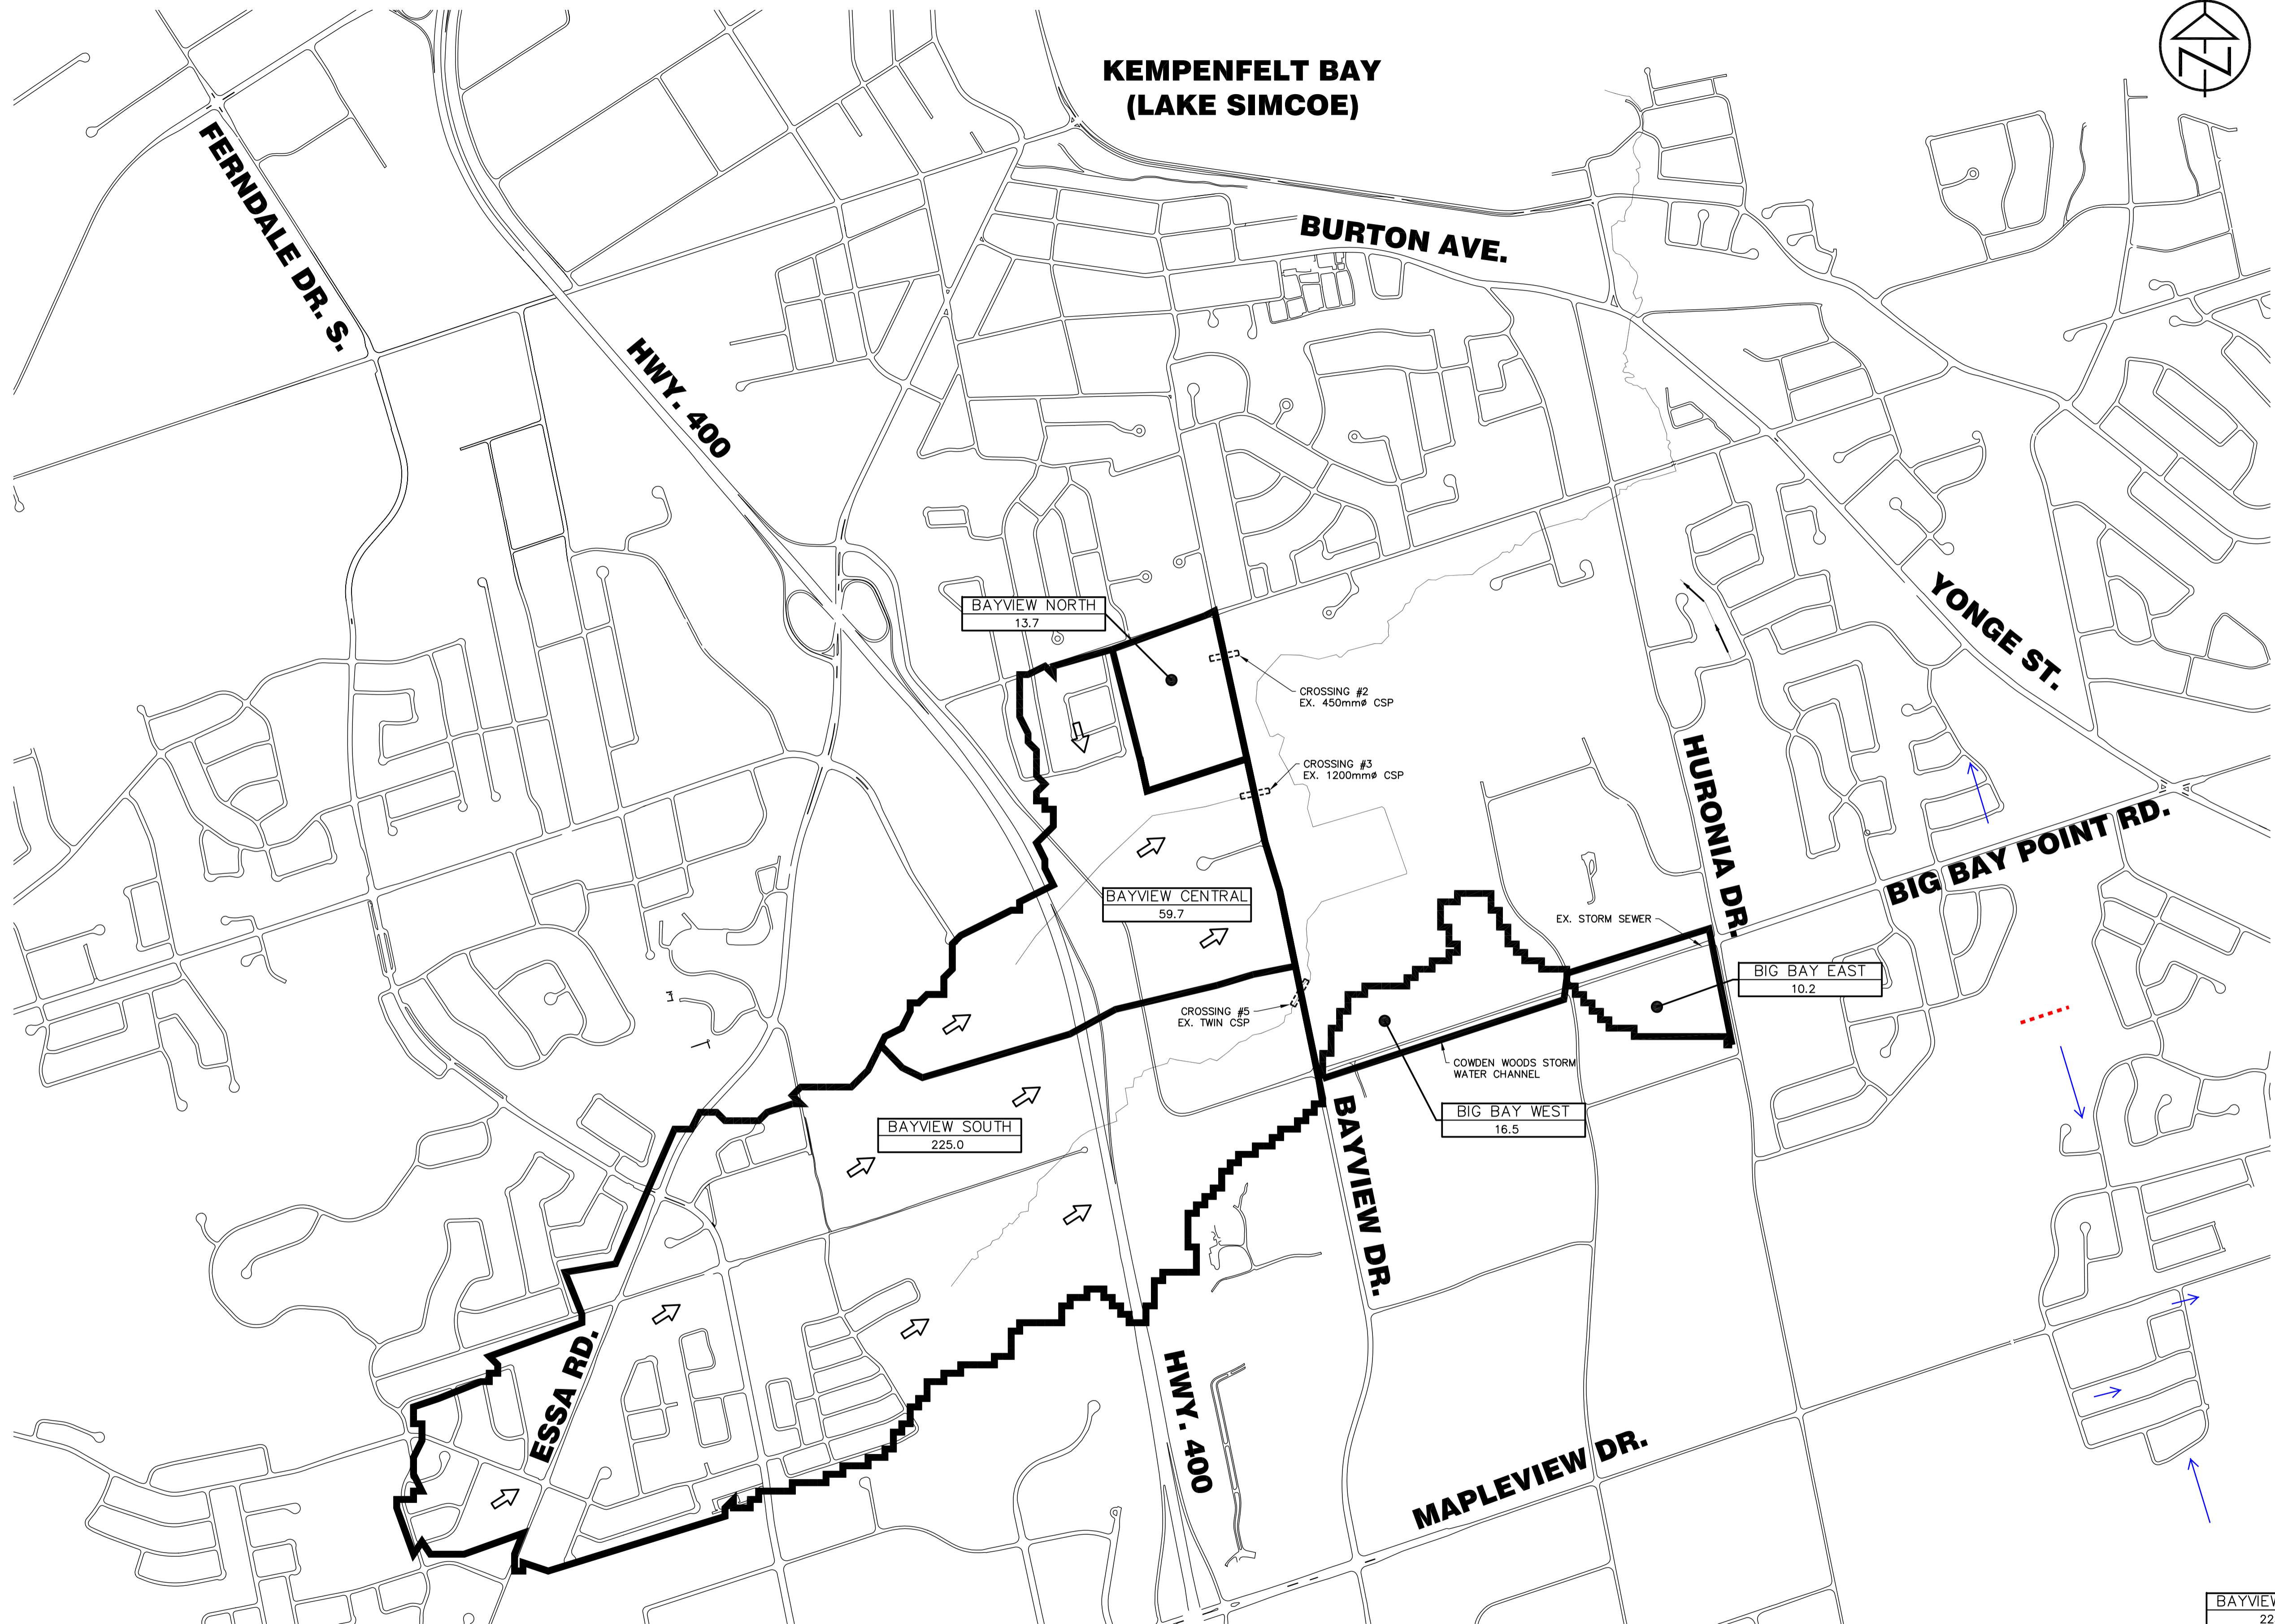 KEMPENFELT BAY
(LAKE SIMCOE)
N
FERNDALE DR. S.
BURTON AVE.
HWY. 400
BAYVIEW NORTH
13.7
YONGE ST.
CROSSING #2
EX. 450mmø CSP
CROSSING #3
EX. 1200mmø CSP
HURONIA DR.
BIG BAY POINT RD.
BAYVIEW CENTRAL
59.7
EX. STORM SEWER
BIG BAY EAST
10.2
CROSSING #5
EX. TWIN CSP
COWDEN WOODS STORM
WATER CHANNEL
BIG BAY WEST
16.5
BAYVIEW SOUTH
225.0
BAYVIEW DR.
ESSA RD.
HWY. 400
MAPLEVIEW DR.